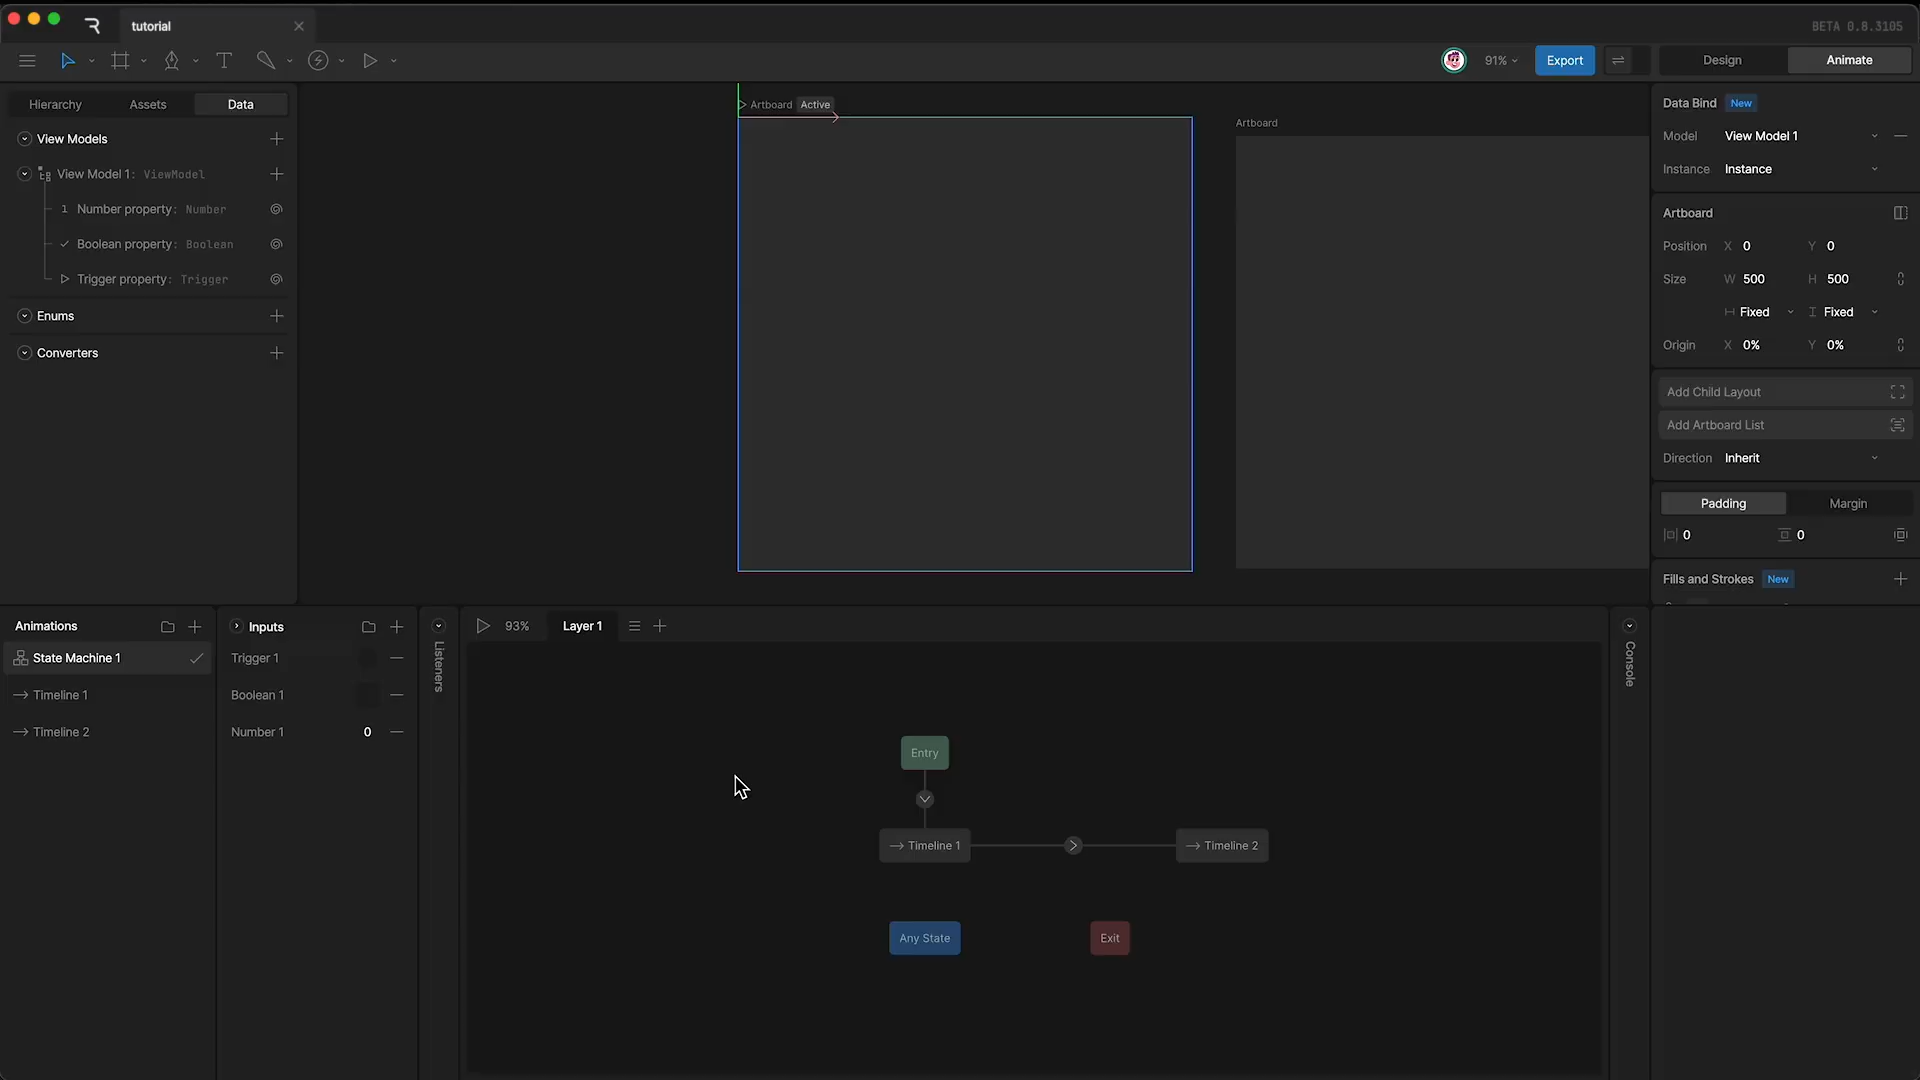 tutorial
BETA 0.8.3105
91%
Export
Design
Animate
Hierarchy
Assets
Data
View Models
View Model 1: ViewModel
1 Number property: Number
Boolean property: Boolean
Trigger property: Trigger
Enums
Converters
Artboard Active
Artboard
Data Bind New
Model View Model 1
Instance Instance
Artboard
Position X 0 Y 0
Size W 500 H 500
Fixed Fixed
Origin X 0% Y 0%
Add Child Layout
Add Artboard List
Direction Inherit
Padding Margin
0 0
Fills and Strokes New
Animations
State Machine 1
Timeline 1
Timeline 2
Inputs
Trigger 1
Boolean 1
Number 1 0
Listeners
93%
Layer 1
Entry
Timeline 1
Timeline 2
Any State
Exit
Console